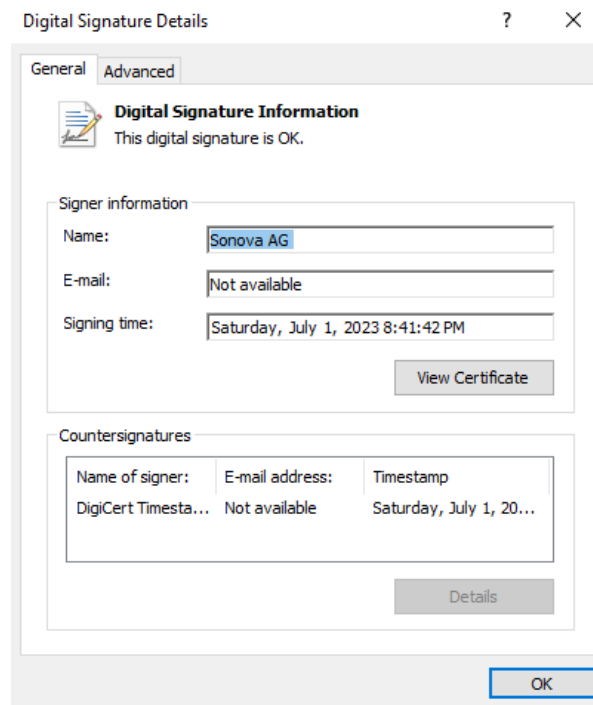 Digital Signature Details ?
General Advanced
Digital Signature Information
This digital signature is OK.
Signer information
Name: Sonova AG
E-mail: Not available
Signing time: Saturday, July 1, 2023 8:41:42 PM
View Certificate
Countersignatures
Name of signer: E-mail address: Timestamp
DigiCert Timesta... Not available Saturday, July 1, 20...
Details
OK